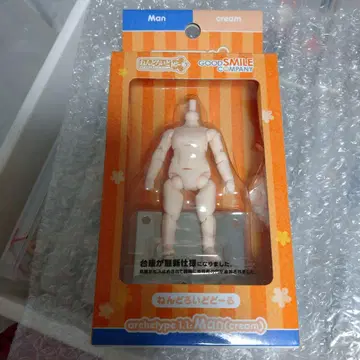 Man
cream
GOOD SMILE
COMPANY
台座が最新仕様になりました。
ねんどろいどどーる
archetype 1.1:Man(cream)